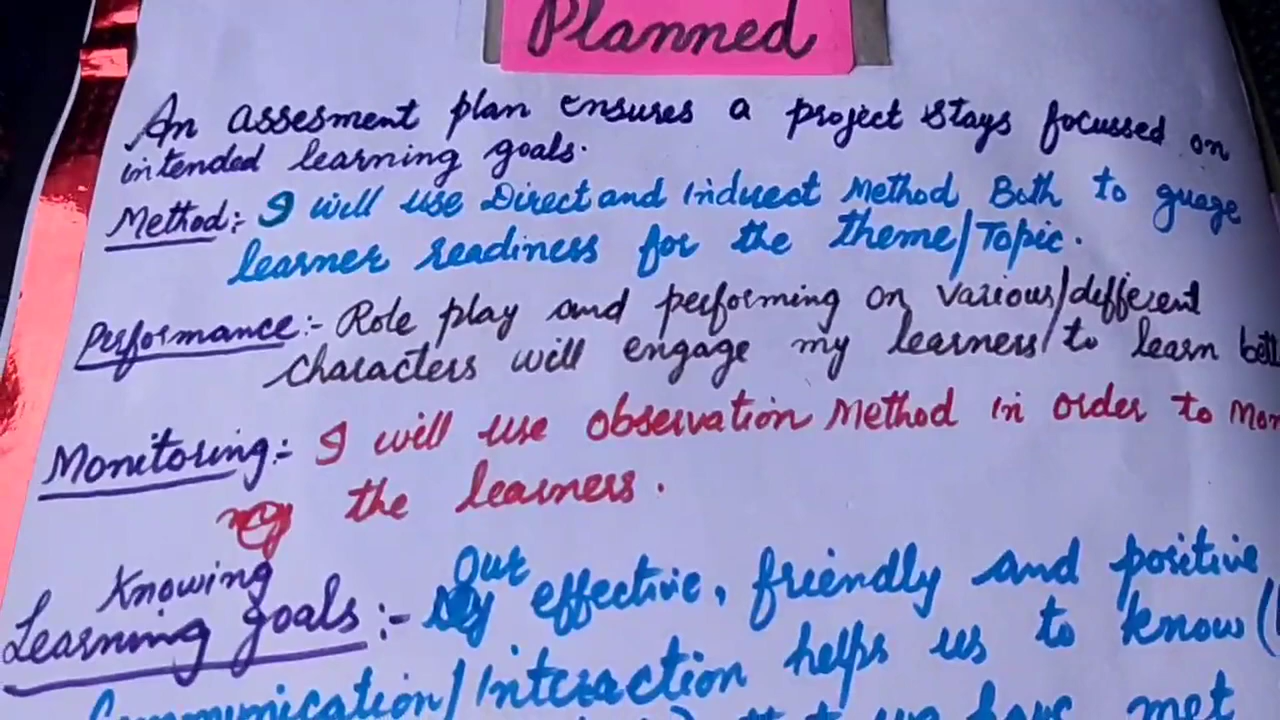 Planned
An assesment plan ensures a project stays focussed on
intended learning goals.
Method:- I will use Direct and Indirect Method Both to guage
learner readiness for the theme/Topic.
Performance:- Role play and performing on various/different
characters will engage my learners/to learn bett
Monitoring:- I will use observation Method in order to Mon
the learners.
Knowing
Learning goals:- Our effective, friendly and positive
Communication/Interaction helps us to know (
have met